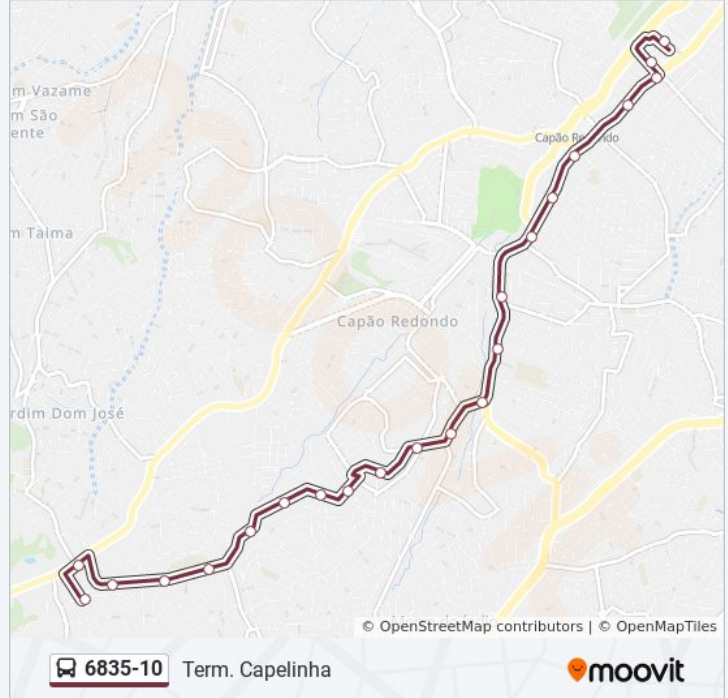 m Vazame
m São
ente
Capão Redondo
m Taima
Capão Redondo
rdim Dom José
© OpenStreetMap contributors | © OpenMapTiles
6835-10 Term. Capelinha
moovit